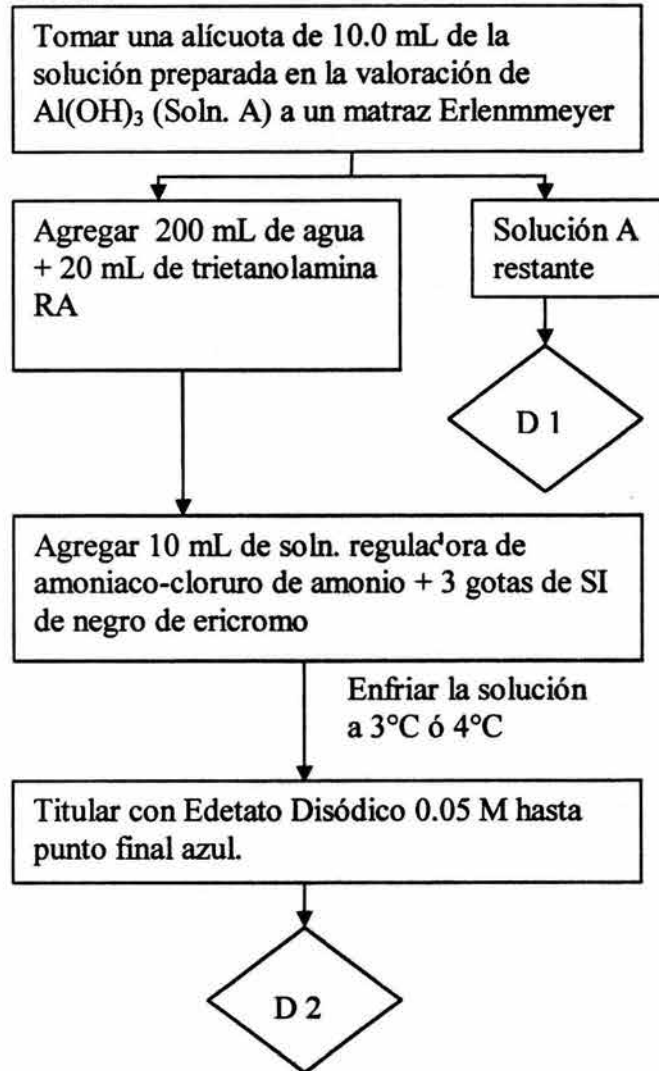 Tomar una alícuota de 10.0 mL de la
solución preparada en la valoración de
Al(OH)₃ (Soln. A) a un matraz Erlenmmeyer
Agregar 200 mL de agua
+ 20 mL de trietanolamina
RA
Solución A
restante
D 1
Agregar 10 mL de soln. reguladora de
amoniaco-cloruro de amonio + 3 gotas de SI
de negro de ericromo
Enfriar la solución
a 3°C ó 4°C
Titular con Edetato Disódico 0.05 M hasta
punto final azul.
D 2